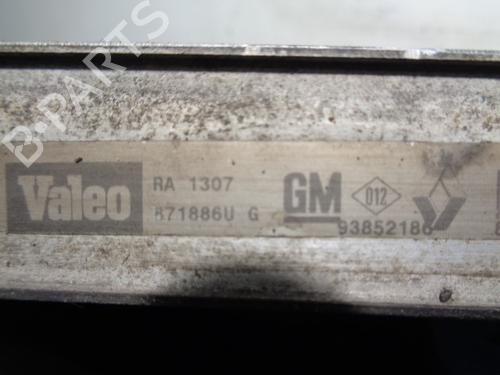 B-PARTS
Valeo
RA 1307
871886U G
GM
012
93852186